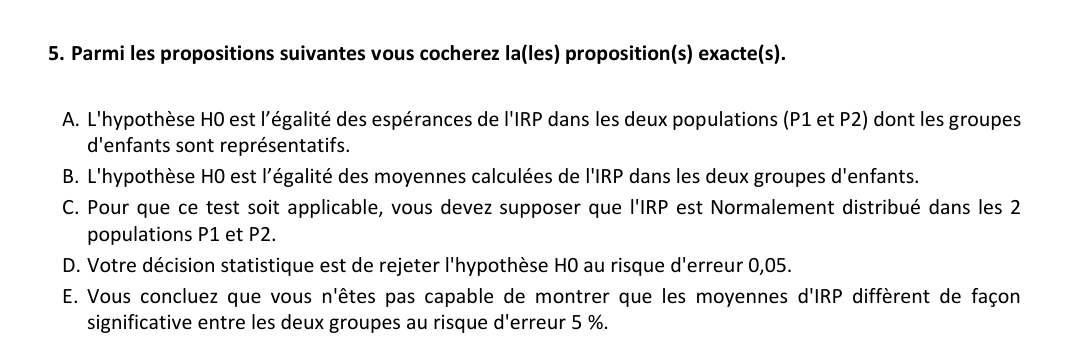 5. Parmi les propositions suivantes vous cocherez la(les) proposition(s) exacte(s).
A. L'hypothèse H0 est l’égalité des espérances de l'IRP dans les deux populations (P1 et P2) dont les groupes
d'enfants sont représentatifs.
B. L'hypothèse H0 est l’égalité des moyennes calculées de l'IRP dans les deux groupes d'enfants.
C. Pour que ce test soit applicable, vous devez supposer que l'IRP est Normalement distribué dans les 2
populations P1 et P2.
D. Votre décision statistique est de rejeter l'hypothèse H0 au risque d'erreur 0,05.
E. Vous concluez que vous n'êtes pas capable de montrer que les moyennes d'IRP diffèrent de façon
significative entre les deux groupes au risque d'erreur 5 %.